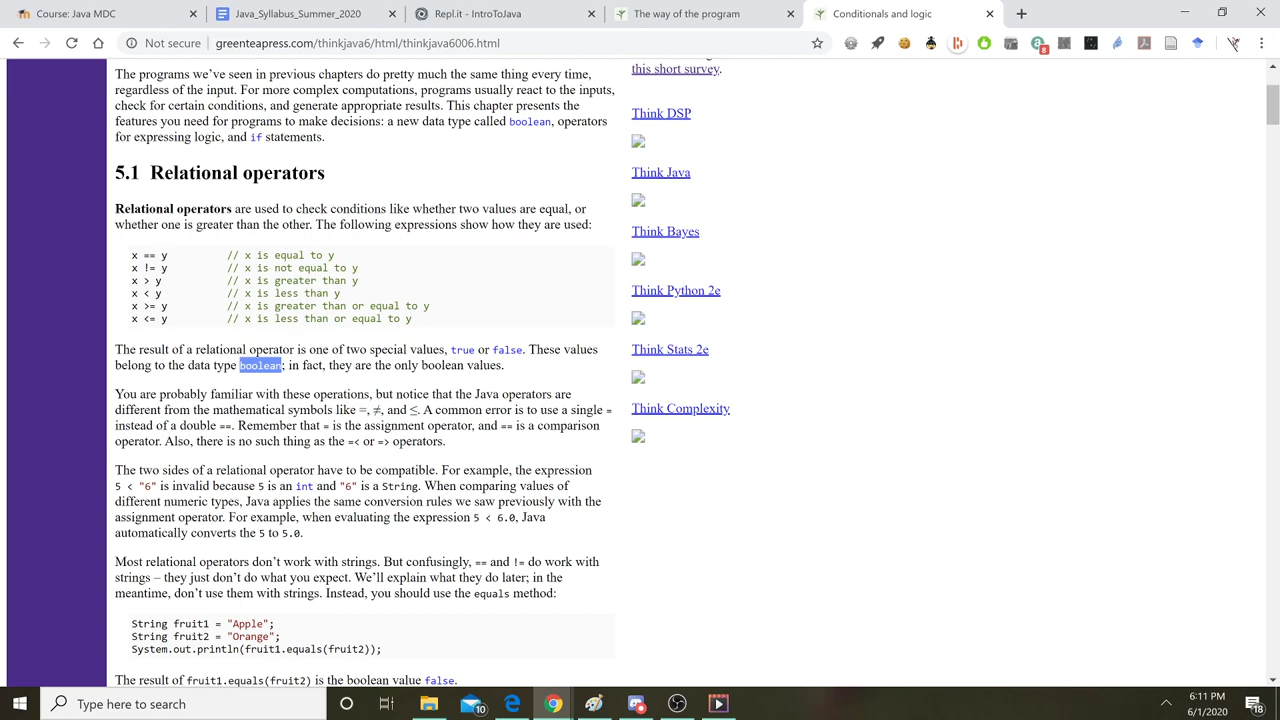 Course: Java MDC
Java_Syllabus_Summer_2020
Repl.it - IntroToJava
The way of the program
Conditionals and logic
Not secure
greenteapress.com/thinkjava6/html/thinkjava6006.html
8
The programs we've seen in previous chapters do pretty much the same thing every time,
regardless of the input. For more complex computations, programs usually react to the inputs,
check for certain conditions, and generate appropriate results. This chapter presents the
features you need for programs to make decisions: a new data type called boolean, operators
for expressing logic, and if statements.
5.1 Relational operators
Relational operators are used to check conditions like whether two values are equal, or
whether one is greater than the other. The following expressions show how they are used:
x == y // x is equal to y
x != y // x is not equal to y
x > y // x is greater than y
x < y // x is less than y
x >= y // x is greater than or equal to y
x <= y // x is less than or equal to y
The result of a relational operator is one of two special values, true or false. These values
belong to the data type boolean; in fact, they are the only boolean values.
You are probably familiar with these operations, but notice that the Java operators are
different from the mathematical symbols like =, ≠, and ≤. A common error is to use a single =
instead of a double ==. Remember that = is the assignment operator, and == is a comparison
operator. Also, there is no such thing as the =< or => operators.
The two sides of a relational operator have to be compatible. For example, the expression
5 < "6" is invalid because 5 is an int and "6" is a String. When comparing values of
different numeric types, Java applies the same conversion rules we saw previously with the
assignment operator. For example, when evaluating the expression 5 < 6.0, Java
automatically converts the 5 to 5.0.
Most relational operators don't work with strings. But confusingly, == and != do work with
strings – they just don't do what you expect. We'll explain what they do later; in the
meantime, don't use them with strings. Instead, you should use the equals method:
String fruit1 = "Apple";
String fruit2 = "Orange";
System.out.println(fruit1.equals(fruit2));
The result of fruit1.equals(fruit2) is the boolean value false.
this short survey.
Think DSP
Think Java
Think Bayes
Think Python 2e
Think Stats 2e
Think Complexity
Type here to search
10
6:11 PM
6/1/2020
18